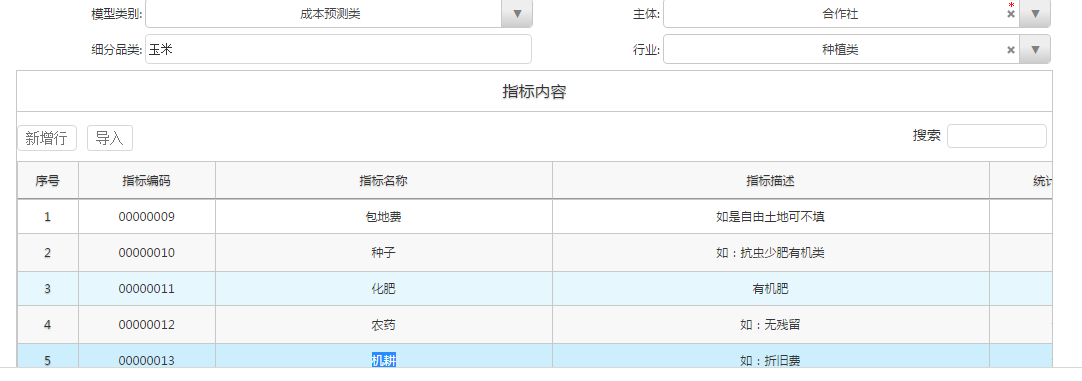 模型类别: 成本预测类 主体: 合作社 *
细分品类: 玉米 行业: 种植类
指标内容
新增行 导入 搜索
序号 指标编码 指标名称 指标描述 统计
1 00000009 包地费 如是自由土地可不填
2 00000010 种子 如：抗虫少肥有机类
3 00000011 化肥 有机肥
4 00000012 农药 如：无残留
5 00000013 机耕 如：折旧费